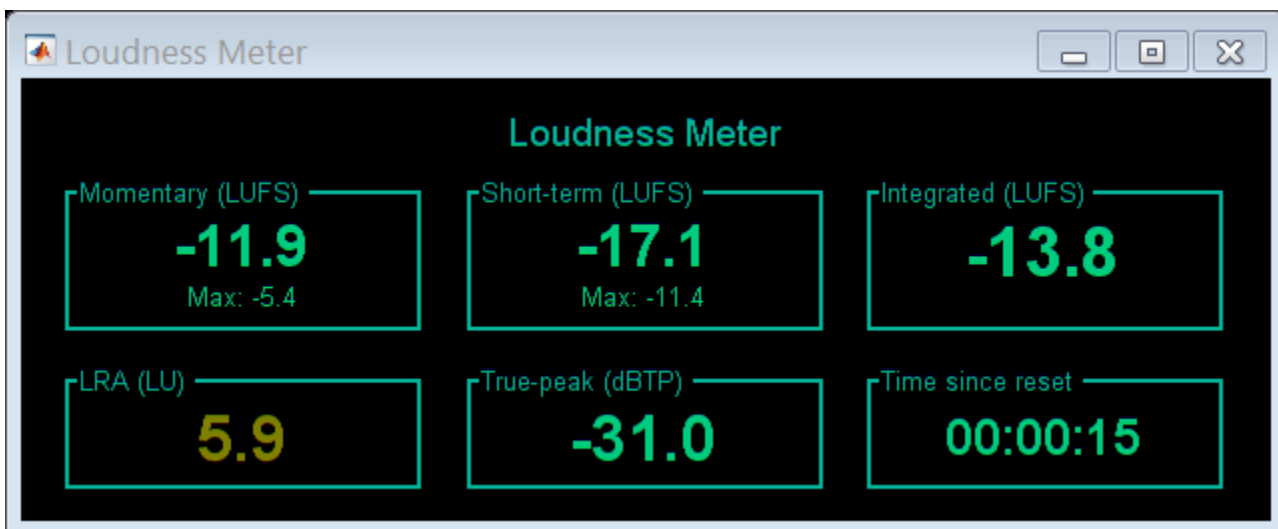 Loudness Meter
Loudness Meter
Momentary (LUFS)
-11.9
Max: -5.4
Short-term (LUFS)
-17.1
Max: -11.4
Integrated (LUFS)
-13.8
LRA (LU)
5.9
True-peak (dBTP)
-31.0
Time since reset
00:00:15